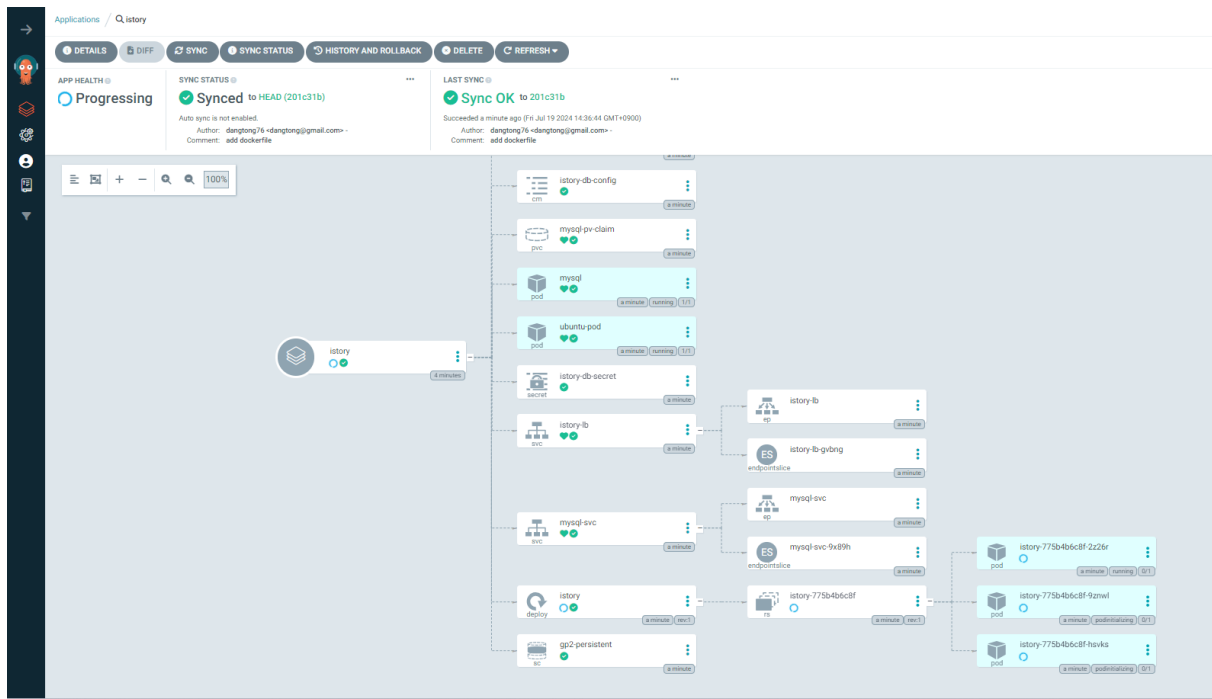 Applications / istory
DETAILS DIFF SYNC SYNC STATUS HISTORY AND ROLLBACK DELETE REFRESH
APP HEALTH
Progressing
SYNC STATUS
Synced to HEAD (201c31b)
Auto sync is not enabled.
Author: dangtong76 <dangtong@gmail.com> -
Comment: add dockerfile
LAST SYNC
Sync OK to 201c31b
Succeeded a minute ago (Fri Jul 19 2024 14:36:44 GMT+0900)
Author: dangtong76 <dangtong@gmail.com> -
Comment: add dockerfile
100%
a minute
istory-db-config
cm
a minute
mysql-pv-claim
pvc
a minute
mysql
pod
a minute running 1/1
ubuntu-pod
pod
a minute running 1/1
istory
4 minutes
istory-db-secret
secret
a minute
istory-lb
svc
a minute
istory-lb
ep
a minute
ES
istory-lb-gvbng
endpointslice
a minute
mysql-svc
svc
a minute
mysql-svc
ep
a minute
ES
mysql-svc-9x89h
endpointslice
a minute
istory
deploy
a minute rev:1
istory-775b4b6c8f
rs
a minute rev:1
istory-775b4b6c8f-2z26r
pod
a minute running 0/1
istory-775b4b6c8f-9znwl
pod
a minute podinitializing 0/1
istory-775b4b6c8f-hsvks
pod
a minute podinitializing 0/1
gp2-persistent
sc
a minute